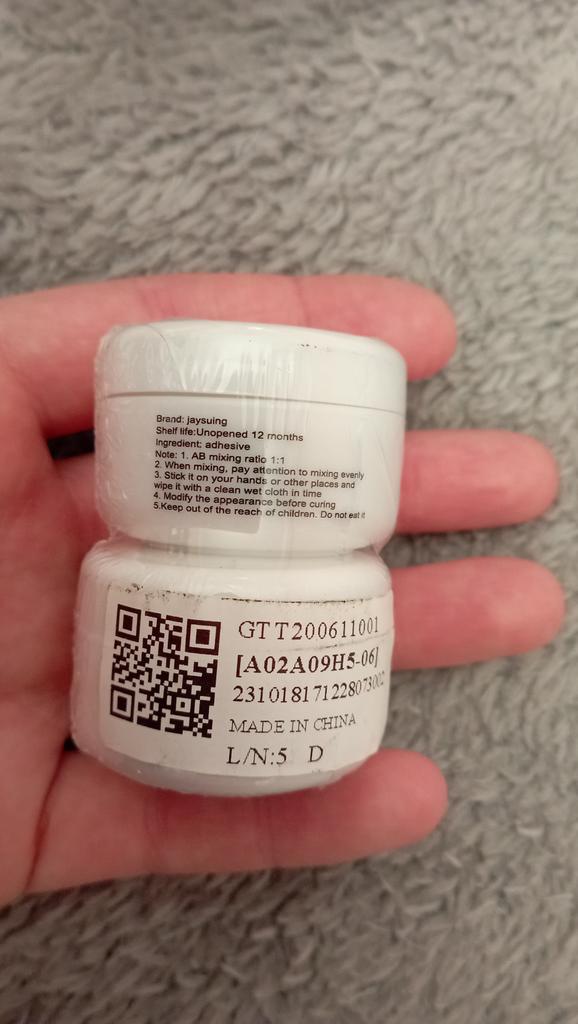 Brand: jaysuing
Shelf life:Unopened 12 months
Ingredient: adhesive
Note: 1. AB mixing ratio 1:1
2. When mixing, pay attention to mixing evenly
3. Stick it on your hands or other places and
wipe it with a clean wet cloth in time
4. Modify the appearance before curing
5.Keep out of the reach of children. Do not eat it
GTT200611001
[A02A09H5-06]
231018171228073002
MADE IN CHINA
L/N:5 D